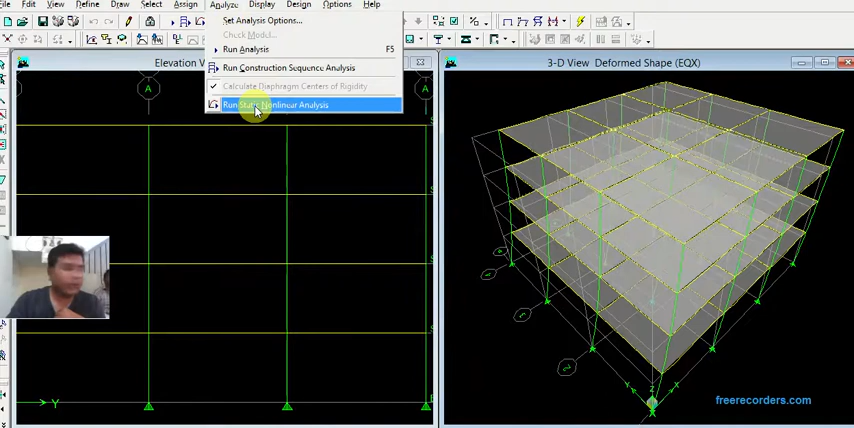 File Edit View Define Draw Select Assign Analyze Display Design Options Help
Set Analysis Options...
Check Model...
Run Analysis F5
Run Construction Sequence Analysis
Calculate Diaphragm Centers of Rigidity
Run Static Nonlinear Analysis
Elevation V
3-D View Deformed Shape (EQX)
A A A
Y
Y Z X
freerecorders.com